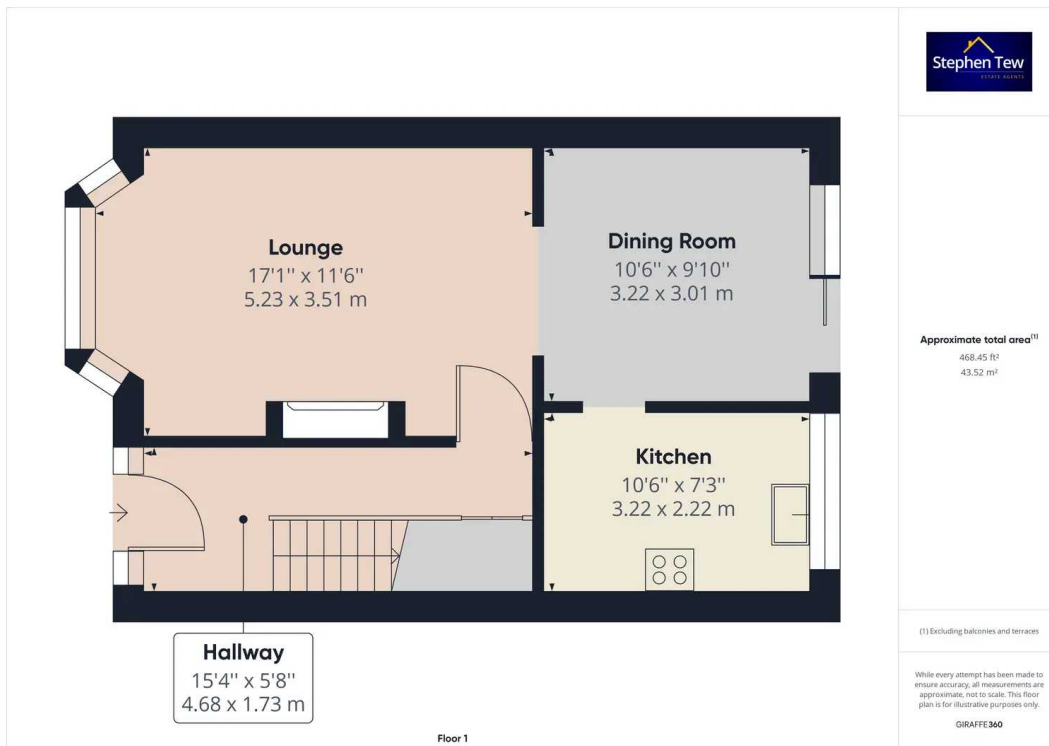 Stephen Tew
ESTATE AGENTS
Lounge
17'1'' x 11'6''
5.23 x 3.51 m
Dining Room
10'6'' x 9'10''
3.22 x 3.01 m
Kitchen
10'6'' x 7'3''
3.22 x 2.22 m
Hallway
15'4'' x 5'8''
4.68 x 1.73 m
Floor 1
Approximate total area(1)
468.45 ft²
43.52 m²
(1) Excluding balconies and terraces
While every attempt has been made to
ensure accuracy, all measurements are
approximate, not to scale. This floor
plan is for illustrative purposes only.
GIRAFFE360